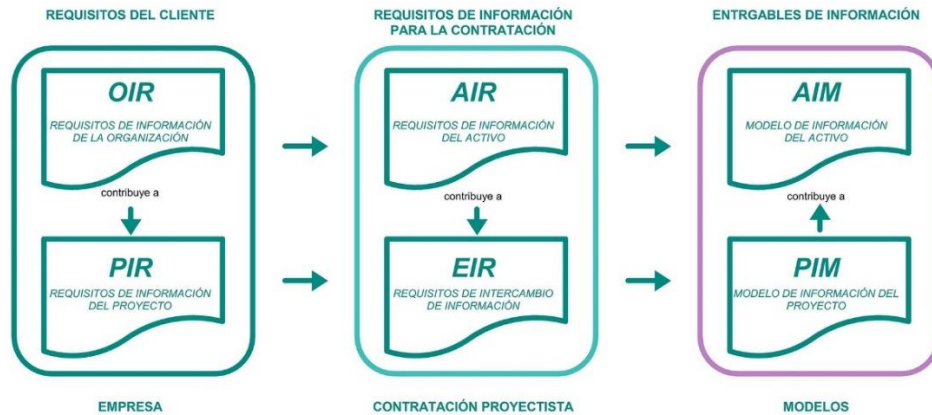 REQUISITOS DEL CLIENTE
REQUISITOS DE INFORMACIÓN
PARA LA CONTRATACIÓN
ENTRGABLES DE INFORMACIÓN
OIR
REQUISITOS DE INFORMACIÓN
DE LA ORGANIZACIÓN
contribuye a
PIR
REQUISITOS DE INFORMACIÓN
DEL PROYECTO
AIR
REQUISITOS DE INFORMACIÓN
DEL ACTIVO
contribuye a
EIR
REQUISITOS DE INTERCAMBIO
DE INFORMACIÓN
AIM
MODELO DE INFORMACIÓN
DEL ACTIVO
contribuye a
PIM
MODELO DE INFORMACIÓN DEL
PROYECTO
EMPRESA
CONTRATACIÓN PROYECTISTA
MODELOS